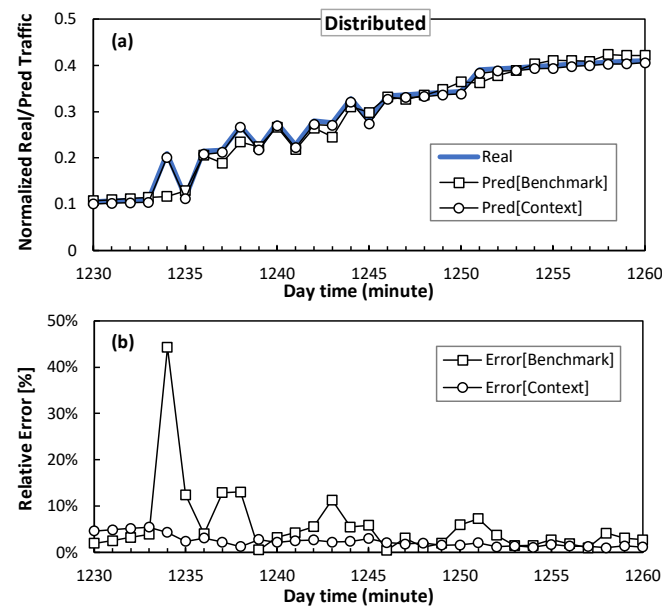 Distributed
(a)
Normalized Real/Pred Traffic
0.5
0.4
0.3
0.2
0.1
0
Real
Pred[Benchmark]
Pred[Context]
1230 1235 1240 1245 1250 1255 1260
Day time (minute)
(b)
Relative Error [%]
50%
40%
30%
20%
10%
0%
Error[Benchmark]
Error[Context]
1230 1235 1240 1245 1250 1255 1260
Day time (minute)